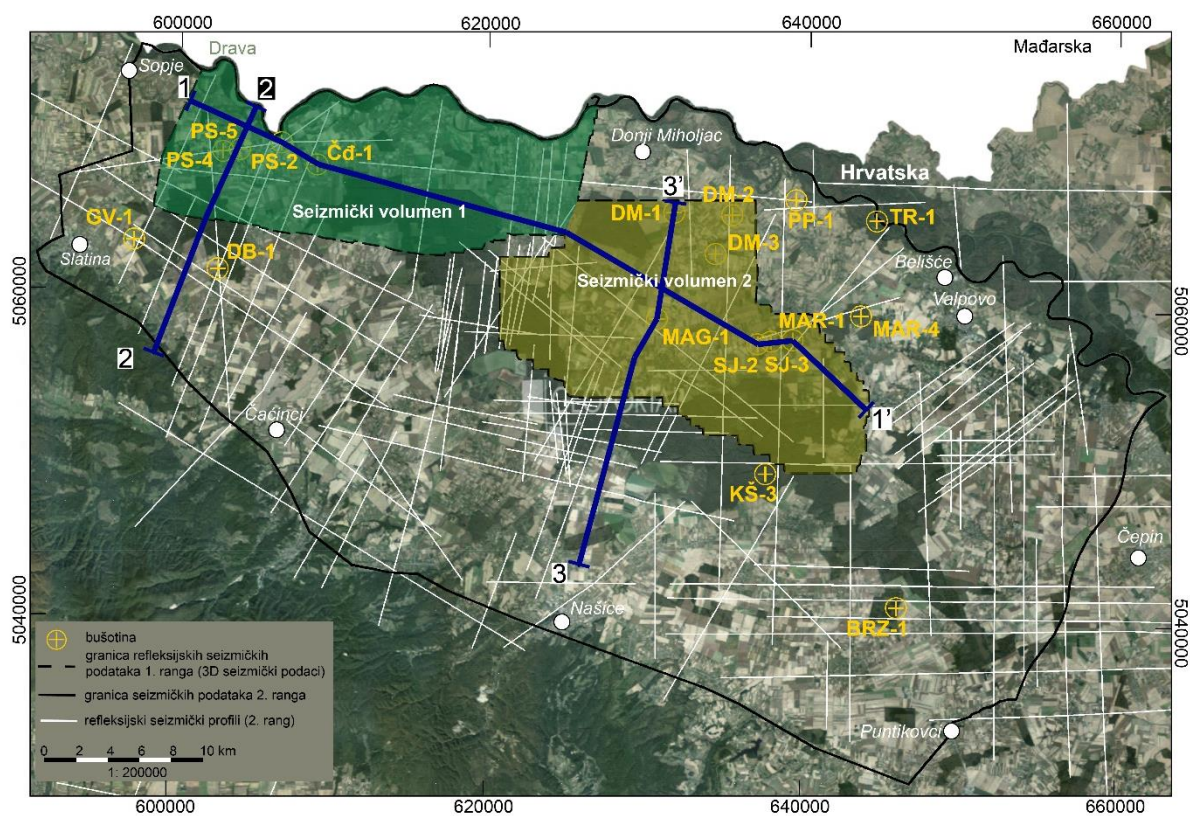 600000
620000
640000
660000
Drava
Mađarska
Sopje
1
2
PS-5
PS-4
PS-2
Čđ-1
Donji Miholjac
Hrvatska
3'
DM-2
DM-1
PP-1
TR-1
DM-3
Seizmički volumen 1
GV-1
Slatina
DB-1
Belišće
Seizmički volumen 2
Valpovo
5060000
5060000
MAG-1
MAR-1
MAR-4
SJ-2
SJ-3
2
1'
Čačinci
KŠ-3
Čepin
3
Našice
BRZ-1
5040000
5040000
Puntikovci
bušotina
granica refleksijskih seizmičkih
podataka 1. ranga (3D seizmički podaci)
granica seizmičkih podataka 2. ranga
refleksijski seizmički profili (2. rang)
0 2 4 6 8 10 km
1: 200000
600000
620000
640000
660000